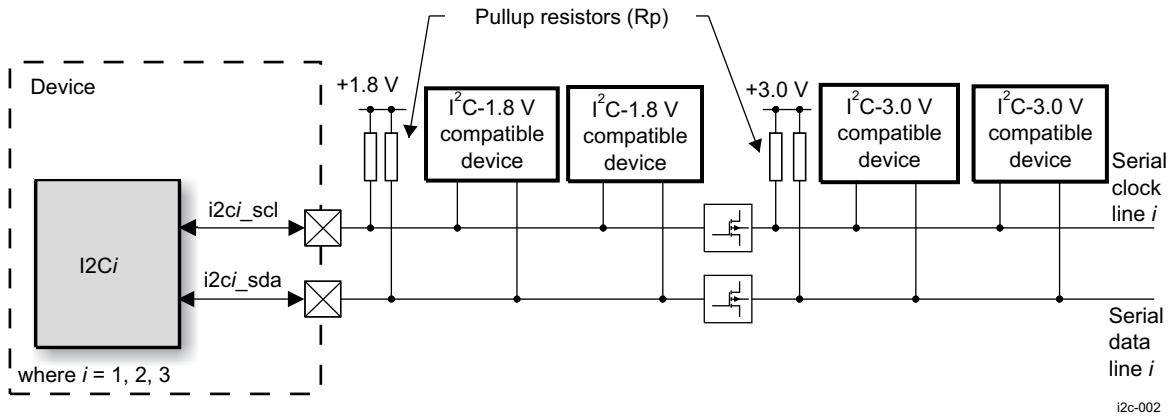 Pullup resistors (Rp)
Device
+1.8 V
I²C-1.8 V
compatible
device
I²C-1.8 V
compatible
device
+3.0 V
I²C-3.0 V
compatible
device
I²C-3.0 V
compatible
device
Serial
clock
line i
i2ci_scl
I2Ci
i2ci_sda
Serial
data
line i
where i = 1, 2, 3
i2c-002